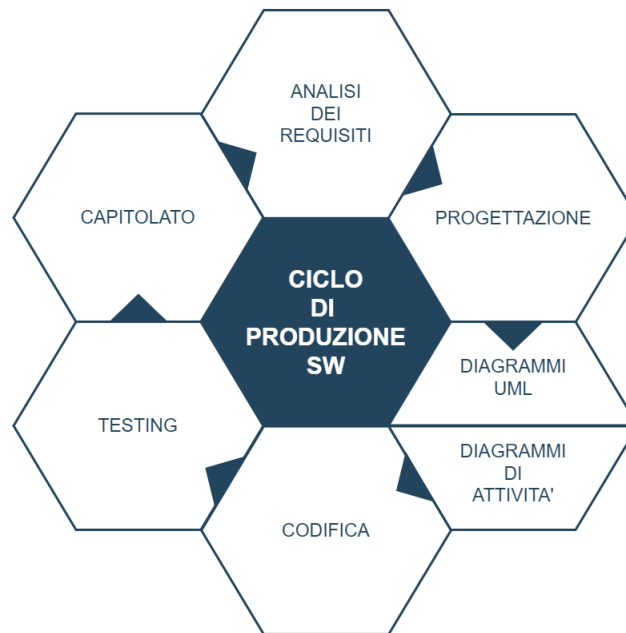 ANALISI
DEI
REQUISITI
CAPITOLATO
PROGETTAZIONE
CICLO
DI
PRODUZIONE
SW
DIAGRAMMI
UML
TESTING
DIAGRAMMI
DI
ATTIVITA'
CODIFICA